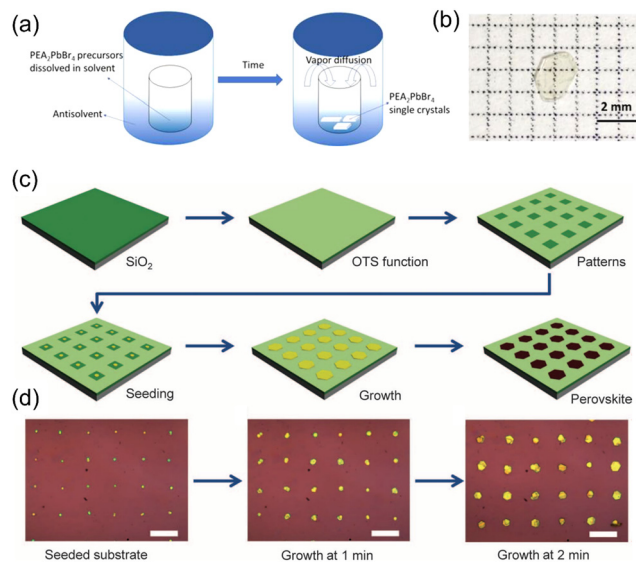 (a)
PEA₂PbBr₄ precursors
dissolved in solvent
Antisolvent
Time
Vapor diffusion
PEA₂PbBr₄
single crystals
(b)
2 mm
(c)
SiO₂
OTS function
Patterns
Seeding
Growth
Perovskite
(d)
Seeded substrate
Growth at 1 min
Growth at 2 min